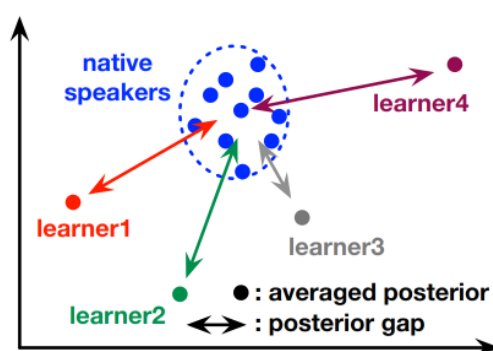 native
speakers
learner4
learner1
learner3
learner2
: averaged posterior
: posterior gap